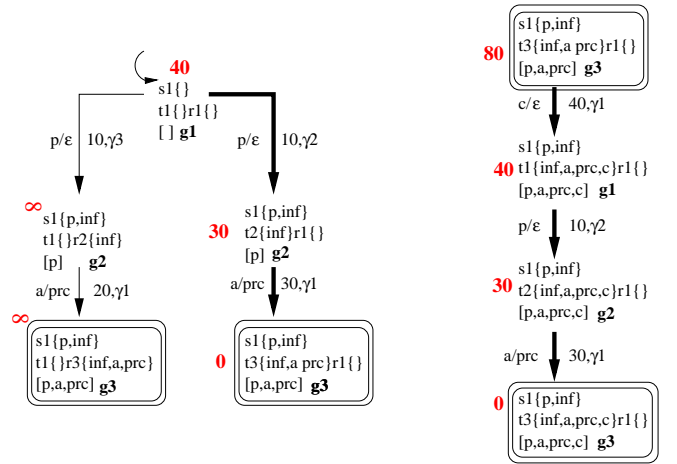 40
s1{}
t1{}r1{}
[ ] g1
p/ε 10,γ3
p/ε 10,γ2
∞
s1{p,inf}
t1{}r2{inf}
[p] g2
30
s1{p,inf}
t2{inf}r1{}
[p] g2
a/prc 20,γ1
a/prc 30,γ1
∞
s1{p,inf}
t1{}r3{inf,a,prc}
[p,a,prc] g3
0
s1{p,inf}
t3{inf,a prc}r1{}
[p,a,prc] g3
80
s1{p,inf}
t3{inf,a prc}r1{}
[p,a,prc] g3
c/ε 40,γ1
40
s1{p,inf}
t1{inf,a,prc,c}r1{}
[p,a,prc,c] g1
p/ε 10,γ2
30
s1{p,inf}
t2{inf,a,prc,c}r1{}
[p,a,prc,c] g2
a/prc 30,γ1
0
s1{p,inf}
t3{inf,a,prc,c}r1{}
[p,a,prc,c] g3